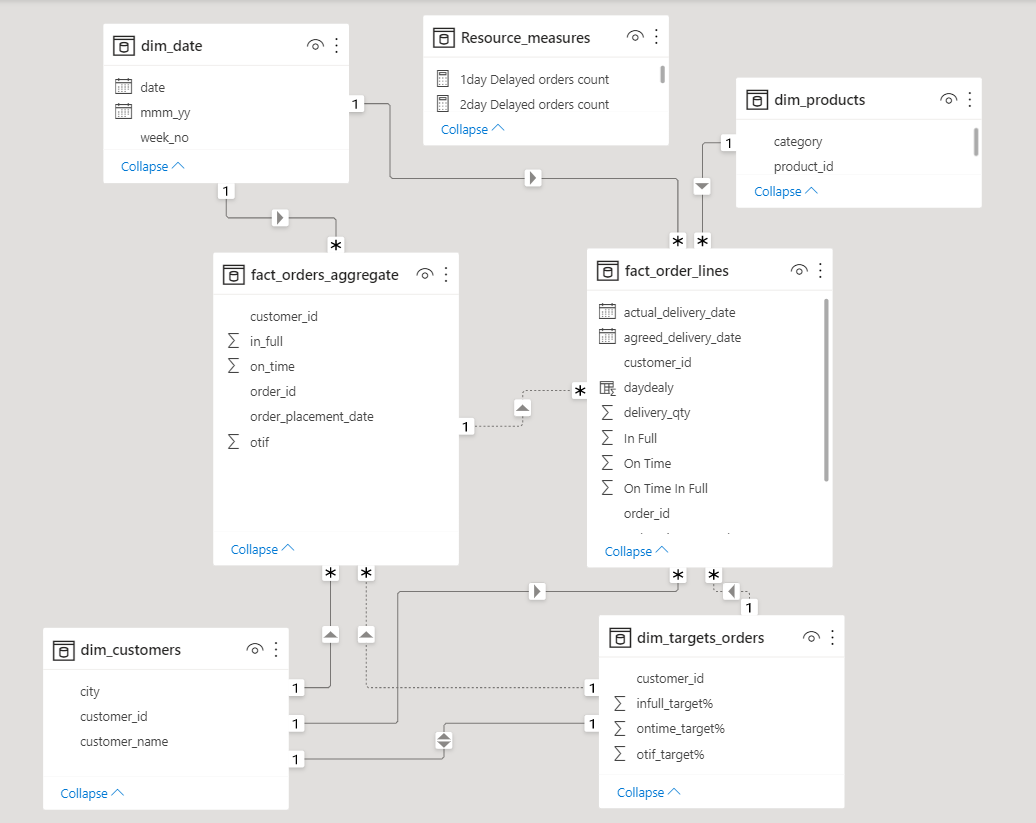 dim_date
date
mmm_yy
week_no
Collapse
Resource_measures
1day Delayed orders count
2day Delayed orders count
Collapse
dim_products
category
product_id
Collapse
1
1
1
*
*
*
fact_orders_aggregate
customer_id
in_full
on_time
order_id
order_placement_date
otif
Collapse
fact_order_lines
actual_delivery_date
agreed_delivery_date
customer_id
daydealy
delivery_qty
In Full
On Time
On Time In Full
order_id
Collapse
*
1
*
*
*
*
1
dim_customers
city
customer_id
customer_name
Collapse
1
1
1
1
1
dim_targets_orders
customer_id
infull_target%
ontime_target%
otif_target%
Collapse